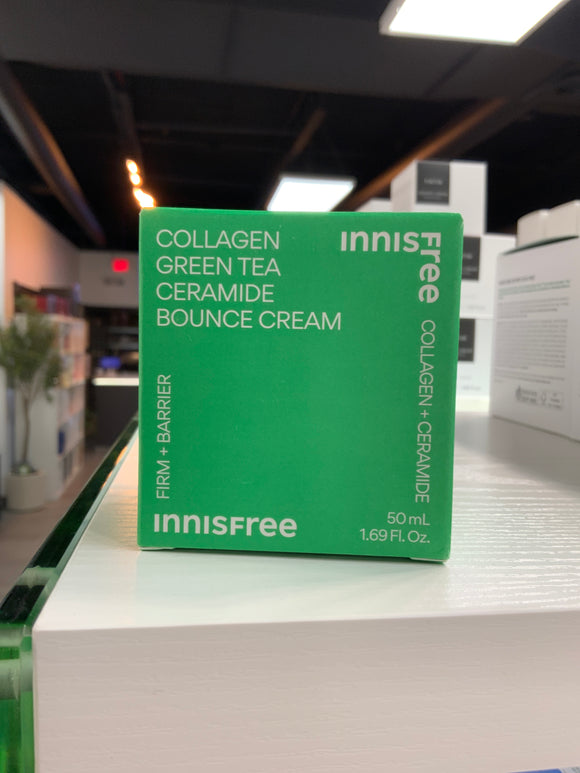 COLLAGEN
GREEN TEA
CERAMIDE
BOUNCE CREAM
INNISFree
COLLAGEN + CERAMIDE
FIRM + BARRIER
INNISFree
50 mL
1.69 Fl. Oz.